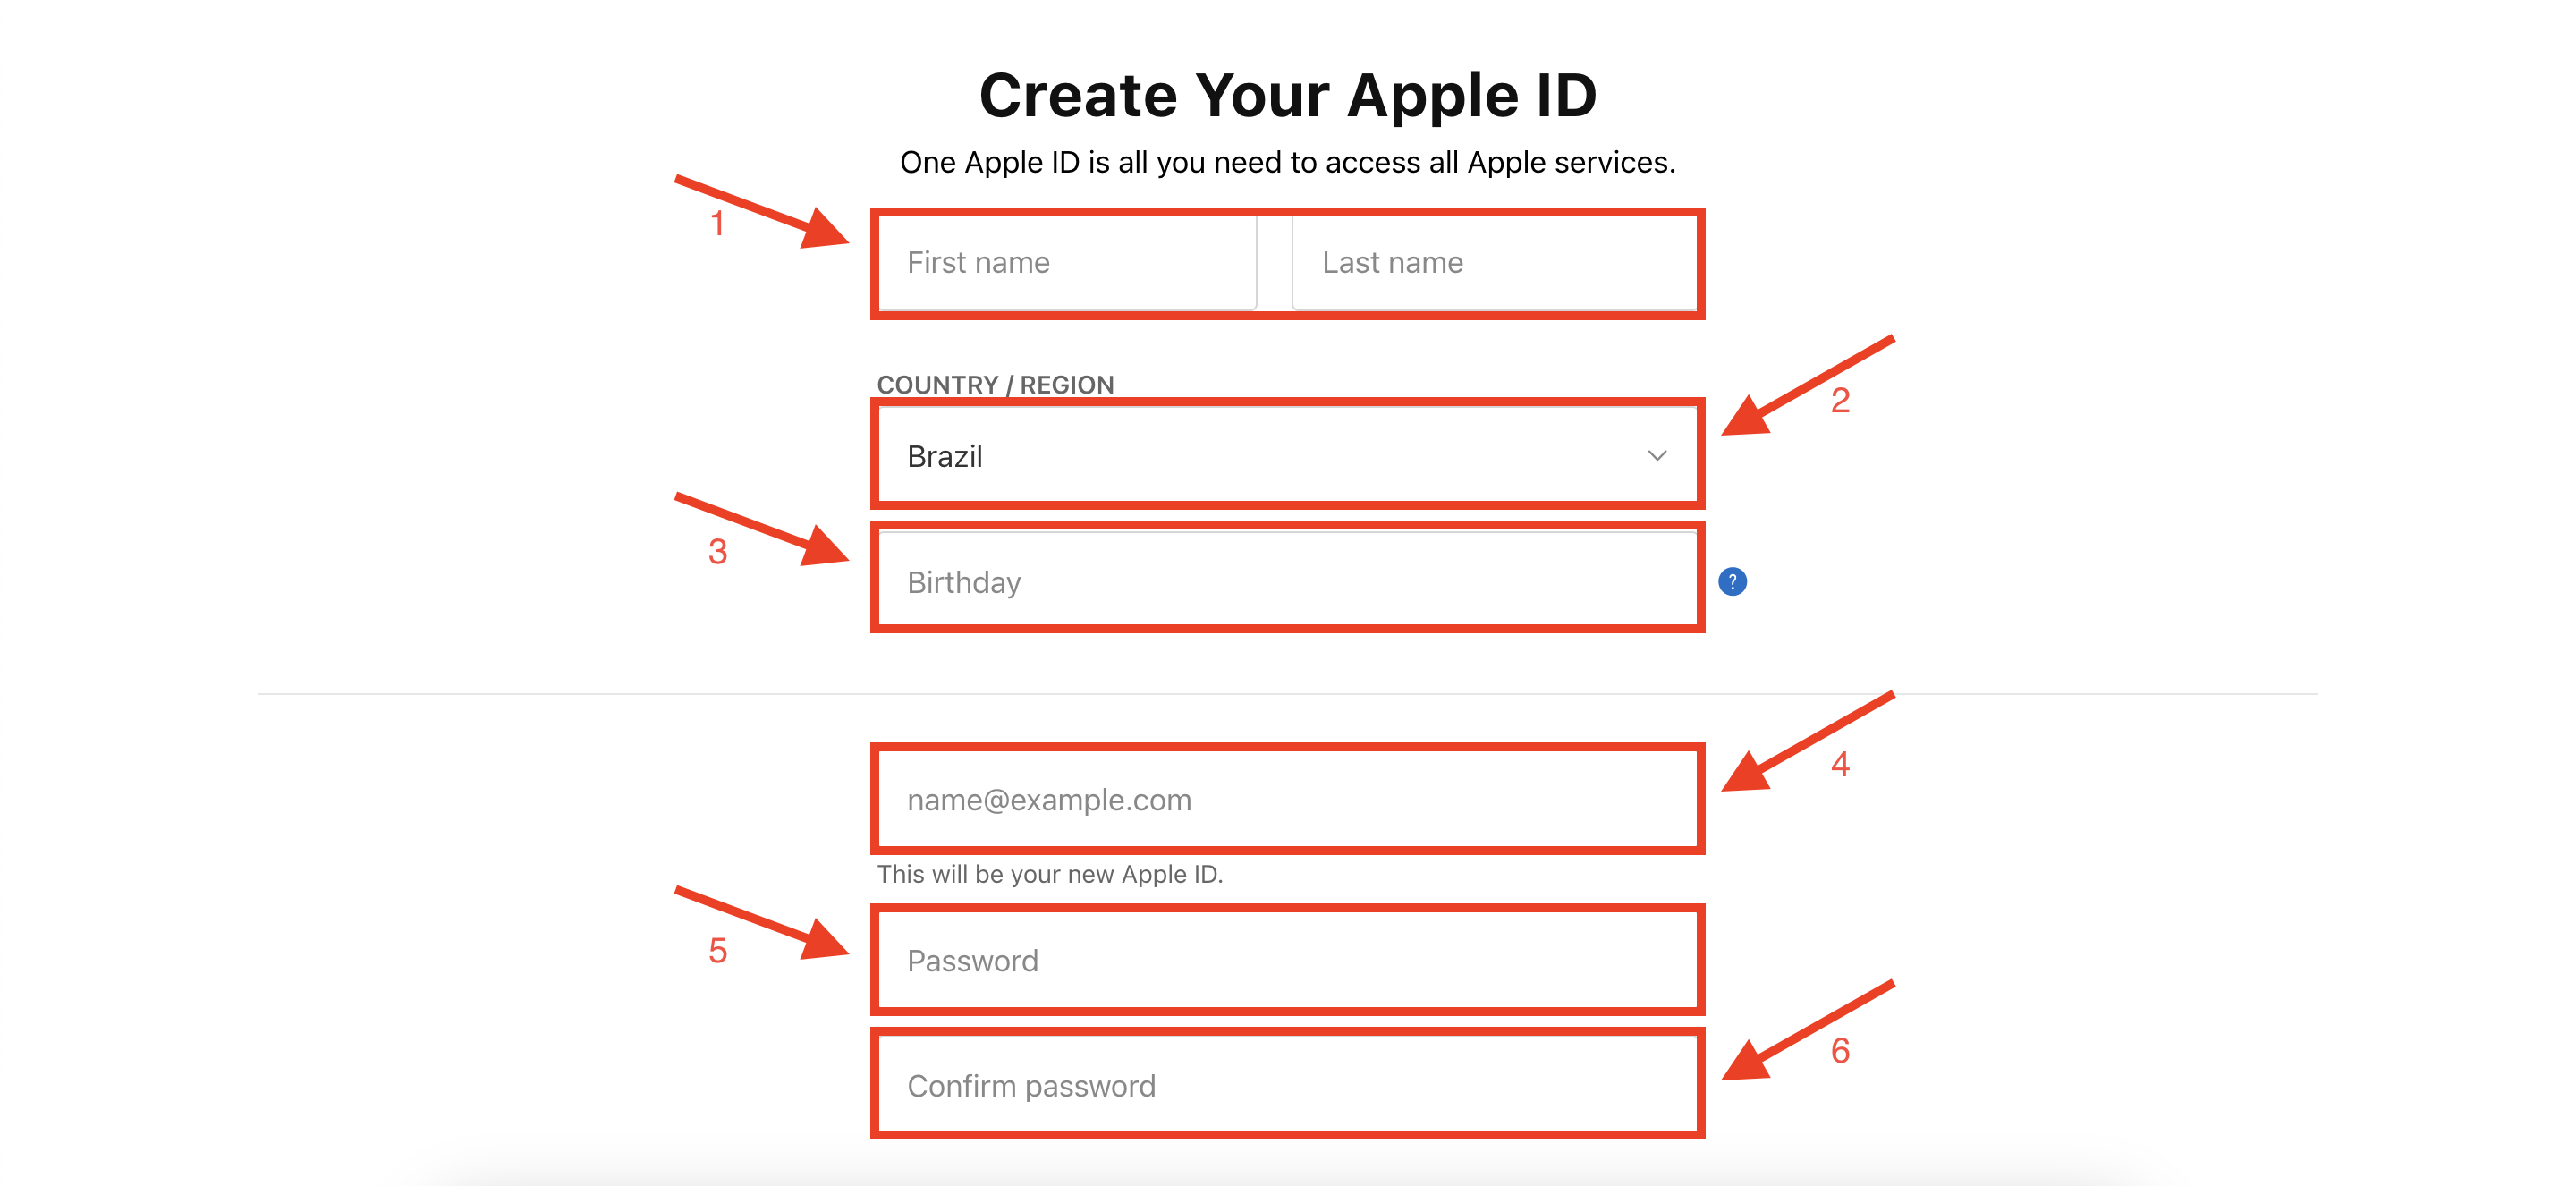 Create Your Apple ID
One Apple ID is all you need to access all Apple services.
1
First name Last name
COUNTRY / REGION
2
Brazil
3
Birthday ?
4
name@example.com
This will be your new Apple ID.
5
Password
6
Confirm password